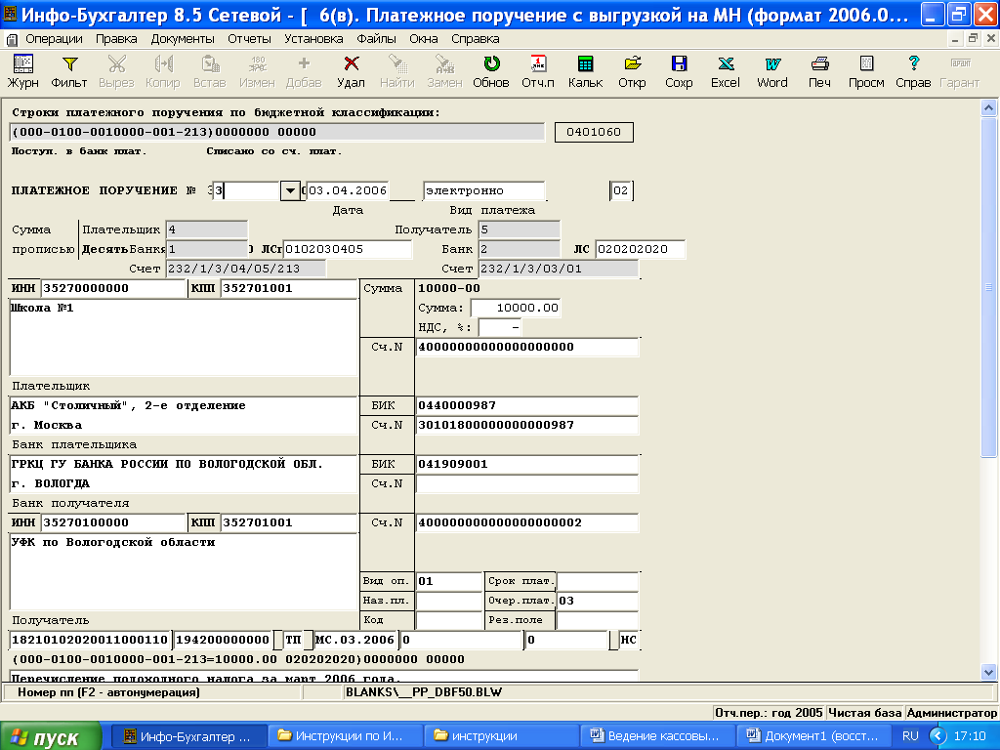 Инфо-Бухгалтер 8.5 Сетевой - [ 6(в). Платежное поручение с выгрузкой на МН (формат 2006.0...
Операции Правка Документы Отчеты Установка Файлы Окна Справка
Журн Фильт Вырез Копир Встав Измен Добав Удал Найти Замен Обнов Отч.п Кальк Откр Сохр Excel Word Печ Просм Справ Гарант
Строки платежного поручения по бюджетной классификации:
(000-0100-0010000-001-213)0000000 00000 0401060
Поступ. в банк плат. Списано со сч. плат.
ПЛАТЕЖНОЕ ПОРУЧЕНИЕ № 3 03.04.2006 электронно 02
Дата Вид платежа
Сумма Плательщик 4 Получатель 5
прописью Десять Банк 1 ЛС 0102030405 Банк 2 ЛС 020202020
Счет 232/1/3/04/05/213 Счет 232/1/3/03/01
ИНН 35270000000 КПП 352701001 Сумма 10000-00
Школа №1 Сумма: 10000.00
НДС, %: -
Сч.N 40000000000000000000
Плательщик
АКБ "Столичный", 2-е отделение БИК 0440000987
г. Москва Сч.N 30101800000000000987
Банк плательщика
ГРКЦ ГУ БАНКА РОССИИ ПО ВОЛОГОДСКОЙ ОБЛ. БИК 041909001
г. ВОЛОГДА Сч.N
Банк получателя
ИНН 35270100000 КПП 352701001 Сч.N 400000000000000000002
УФК по Вологодской области
Вид оп. 01 Срок плат.
Наз.пл. Очер.плат. 03
Получатель Код Рез.поле
18210102020011000110 194200000000 ТП МС.03.2006 0 0 НС
(000-0100-0010000-001-213=10000.00 020202020)0000000 00000
Перечисление подоходного налога за март 2006 года.
Номер пп (F2 - автонумерация) BLANKS\__PP_DBF50.BLW
Отч.пер.: год 2005 Чистая база Администратор
пуск Инфо-Бухгалтер ... Инструкции по И... инструкции Ведение кассовы... Документ1 (восст... RU 17:10